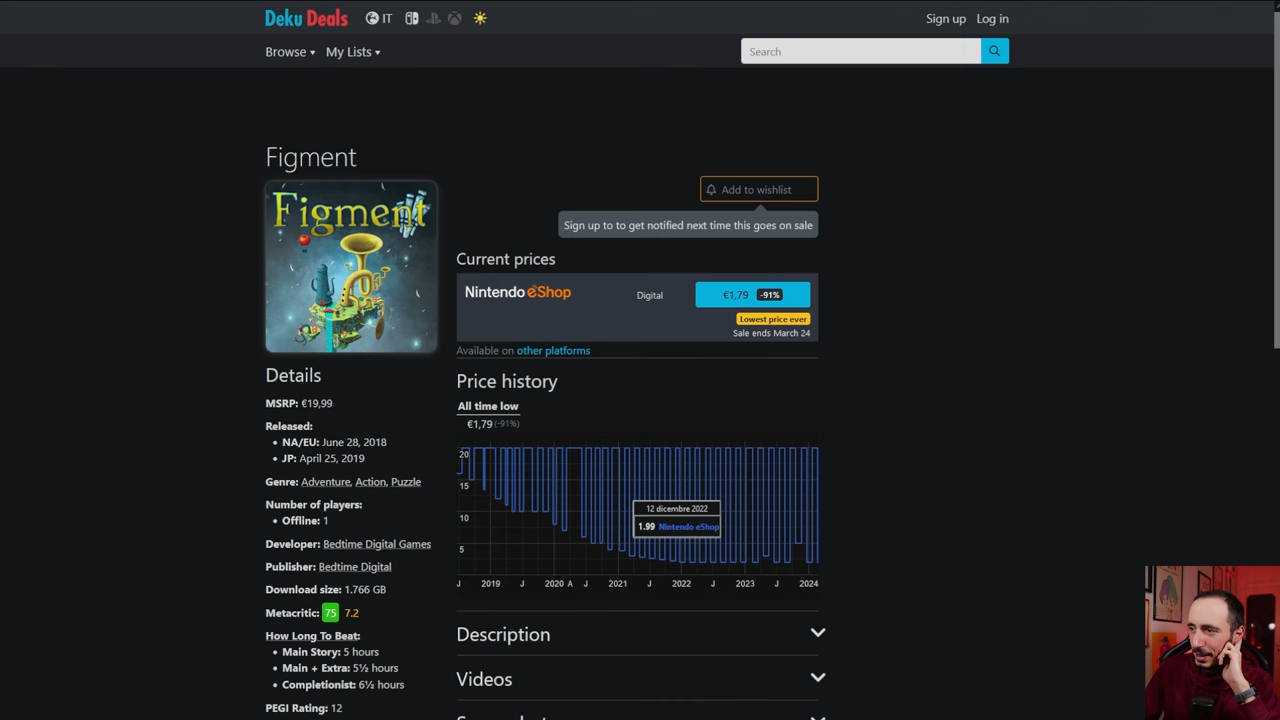 Deku Deals
IT
Sign up
Log in
Browse
My Lists
Search
Figment
Figment
Add to wishlist
Sign up to to get notified next time this goes on sale
Current prices
Nintendo eShop
Digital
€1,79
-91%
Lowest price ever
Sale ends March 24
Available on other platforms
Details
MSRP: €19,99
Released:
• NA/EU: June 28, 2018
• JP: April 25, 2019
Genre: Adventure, Action, Puzzle
Number of players:
• Offline: 1
Developer: Bedtime Digital Games
Publisher: Bedtime Digital
Download size: 1.766 GB
Metacritic: 75 7.2
How Long To Beat:
• Main Story: 5 hours
• Main + Extra: 5½ hours
• Completionist: 6½ hours
PEGI Rating: 12
Price history
All time low
€1,79 (-91%)
20
15
10
5
12 dicembre 2022
1.99 Nintendo eShop
J 2019 J 2020 A J 2021 J 2022 J 2023 J 2024
Description
Videos